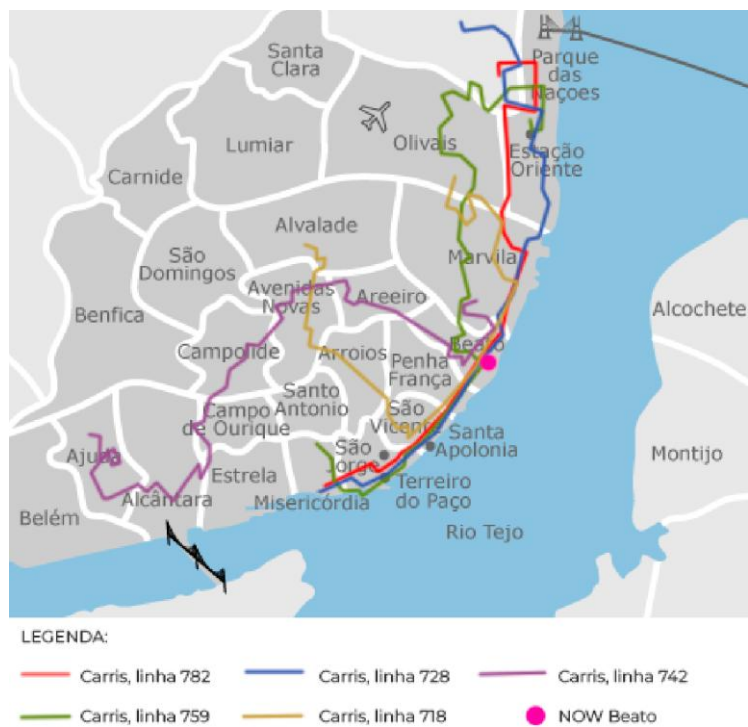 Santa
Clara
Parque
das
Naçoes
Lumiar
Olivais
Estação
Oriente
Carnide
Alvalade
São
Domingos
Marvila
Avenidas
Novas
Areeiro
Benfica
Alcochete
Campolide
Arroios
Beato
Penha
França
Santo
Antonio
Campo
de Ourique
São
Vicente
Santa
Apolonia
São
Jorge
Ajuda
Estrela
Montijo
Alcântara
Misericórdia
Terreiro
do Paço
Belém
Rio Tejo
LEGENDA:
Carris, linha 782
Carris, linha 728
Carris, linha 742
Carris, linha 759
Carris, linha 718
NOW Beato